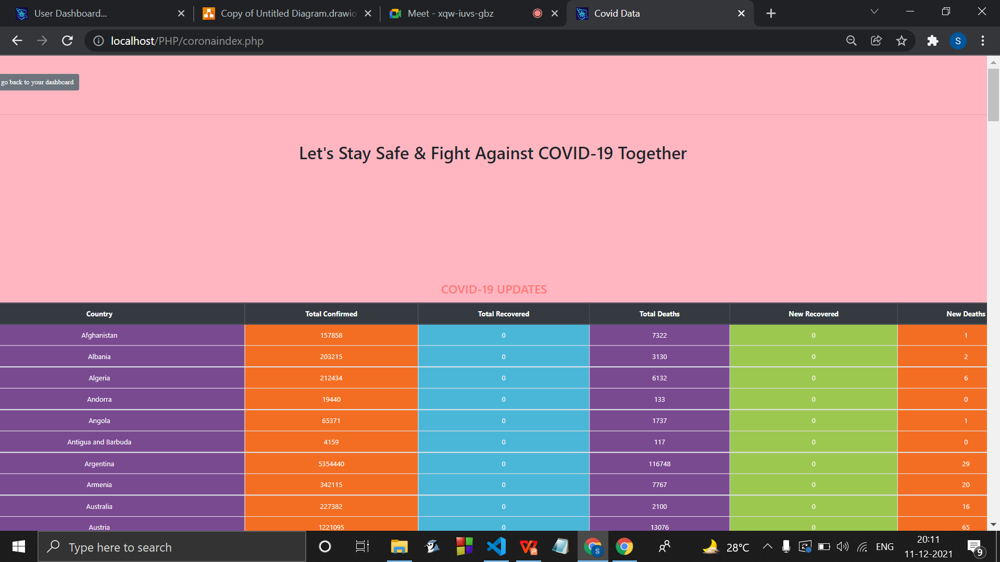 User Dashboard...
Copy of Untitled Diagram.drawio
Meet - xqw-iuvs-gbz
Covid Data
localhost/PHP/coronaindex.php
S
go back to your dashboard
Let's Stay Safe & Fight Against COVID-19 Together
COVID-19 UPDATES
Country Total Confirmed Total Recovered Total Deaths New Recovered New Deaths
Afghanistan 157858 0 7322 0 1
Albania 203215 0 3130 0 2
Algeria 212434 0 6132 0 6
Andorra 19440 0 133 0 0
Angola 65371 0 1737 0 1
Antigua and Barbuda 4159 0 117 0 0
Argentina 5354440 0 116748 0 29
Armenia 342115 0 7767 0 20
Australia 227382 0 2100 0 16
Austria 1221095 0 13076 0 65
Type here to search
28°C
ENG
20:11
11-12-2021
9